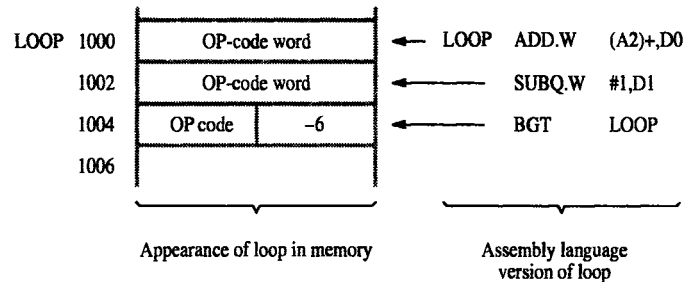 LOOP 1000 OP-code word LOOP ADD.W (A2)+,D0
1002 OP-code word SUBQ.W #1,D1
1004 OP code –6 BGT LOOP
1006
Appearance of loop in memory Assembly language
version of loop